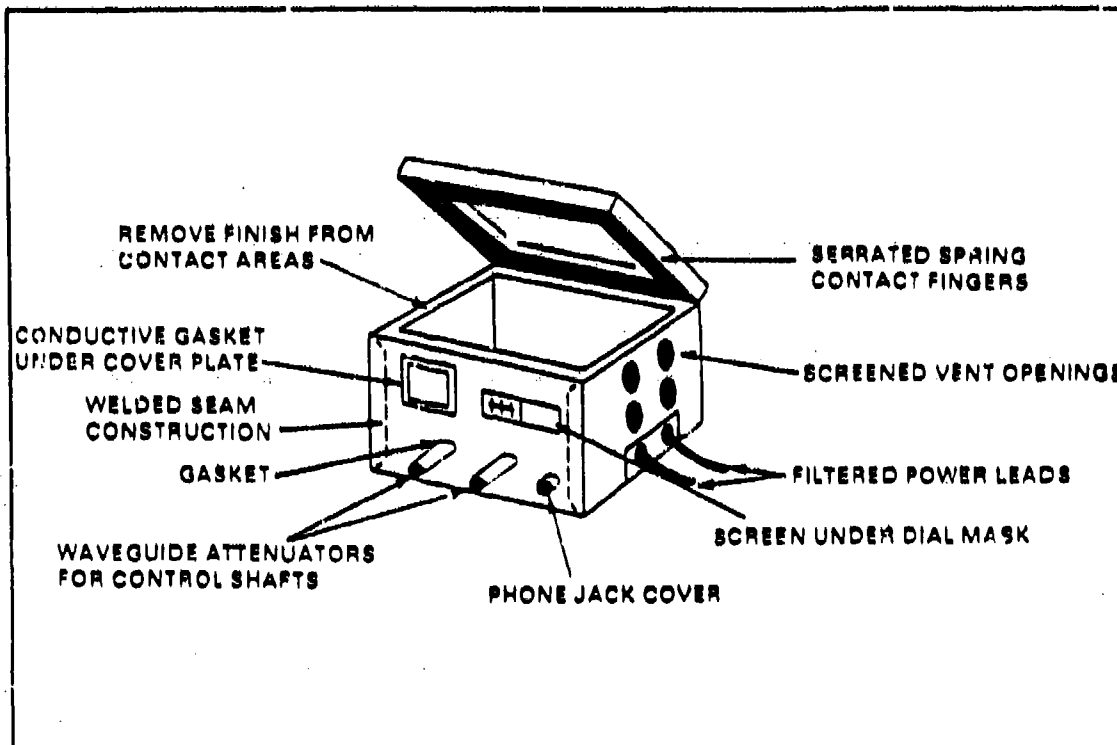 REMOVE FINISH FROM
CONTACT AREAS
SERRATED SPRING
CONTACT FINGERS
CONDUCTIVE GASKET
UNDER COVER PLATE
SCREENED VENT OPENINGS
WELDED SEAM
CONSTRUCTION
GASKET
FILTERED POWER LEADS
SCREEN UNDER DIAL MASK
WAVEGUIDE ATTENUATORS
FOR CONTROL SHAFTS
PHONE JACK COVER